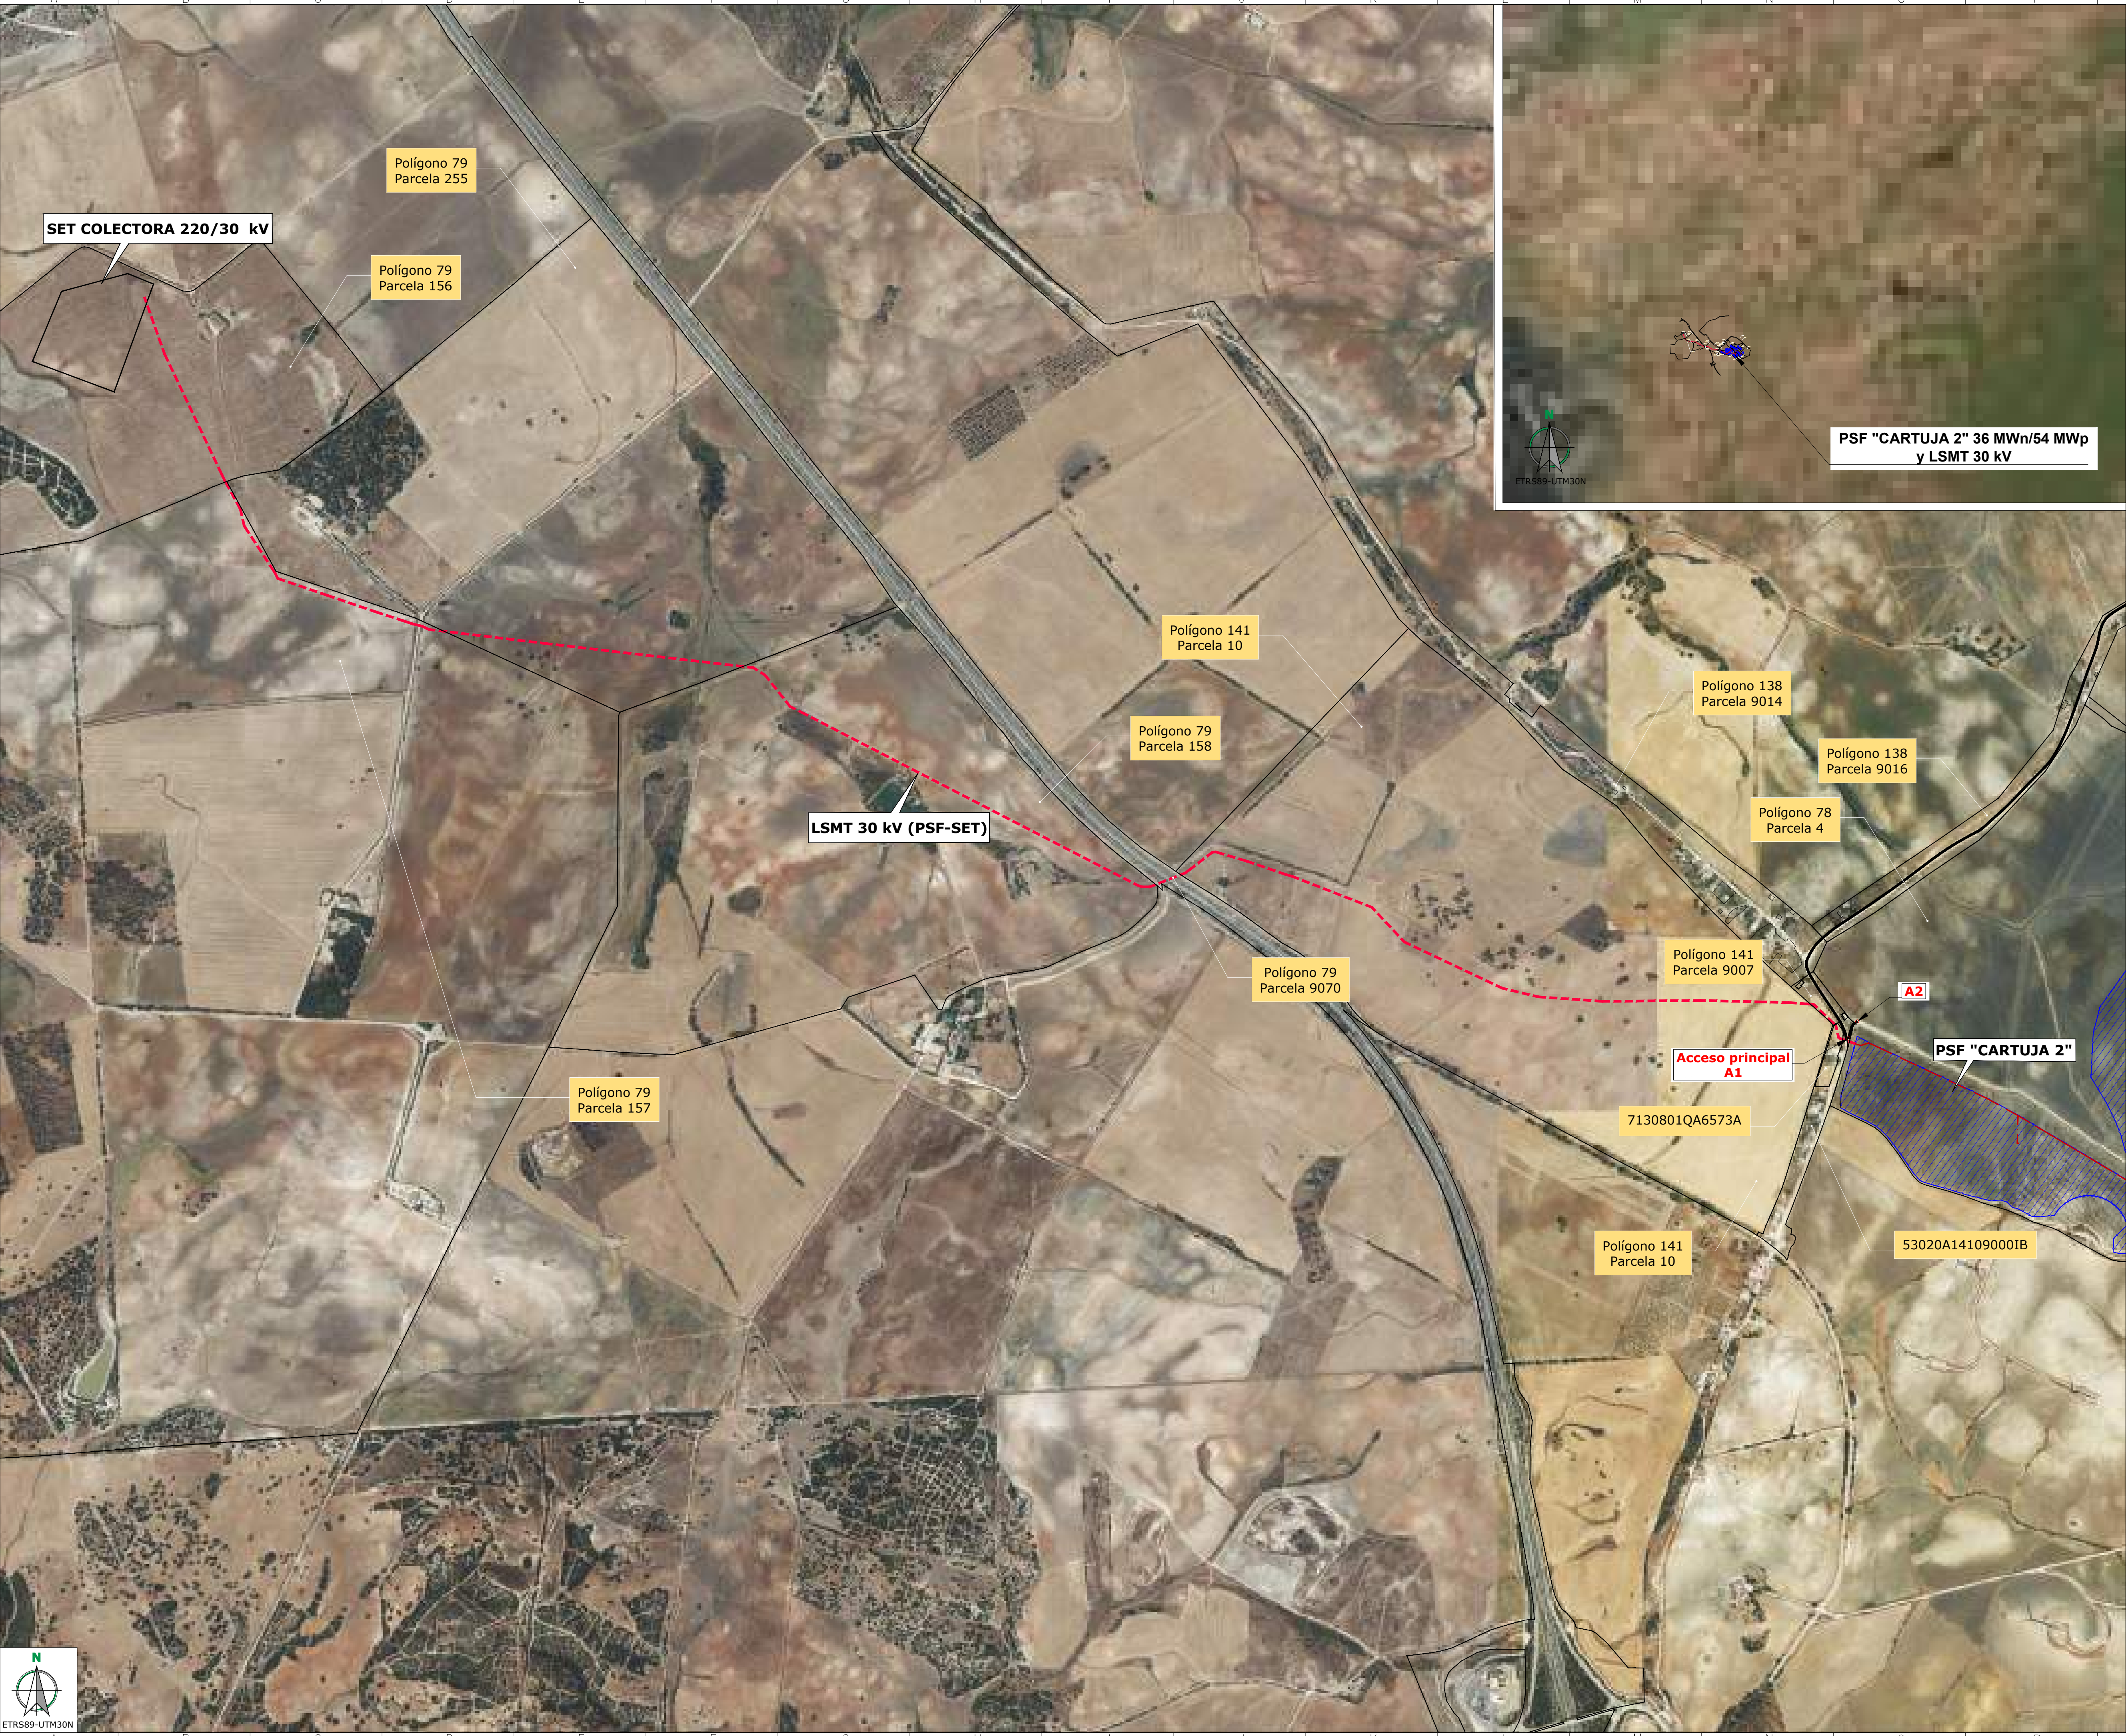 Polígono 79
Parcela 255
SET COLECTORA 220/30 kV
Polígono 79
Parcela 156
PSF "CARTUJA 2" 36 MWn/54 MWp
y LSMT 30 kV
N
ETRS89-UTM30N
Polígono 141
Parcela 10
Polígono 138
Parcela 9014
Polígono 79
Parcela 158
Polígono 138
Parcela 9016
Polígono 78
Parcela 4
LSMT 30 kV (PSF-SET)
Polígono 141
Parcela 9007
Polígono 79
Parcela 9070
A2
PSF "CARTUJA 2"
Acceso principal
A1
Polígono 79
Parcela 157
7130801QA6573A
Polígono 141
Parcela 10
53020A14109000IB
N
ETRS89-UTM30N